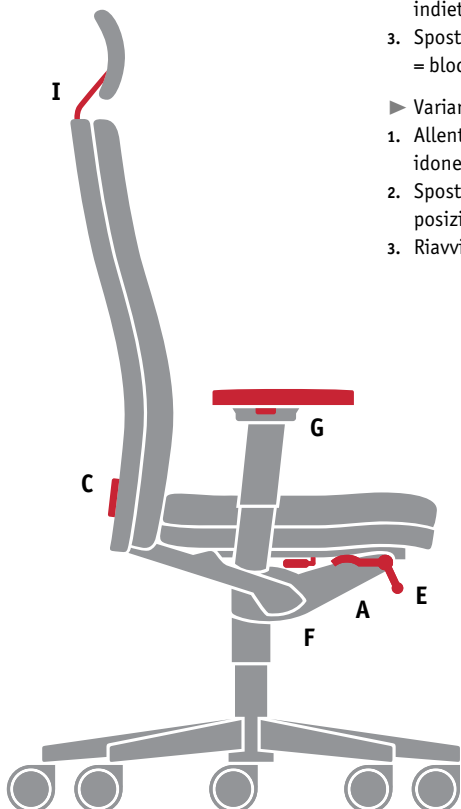 indiet
3. Spost
= bloc
▶ Varian
1. Allent
idone
2. Spost
posizi
3. Riavvi
I
G
C
E
A
F